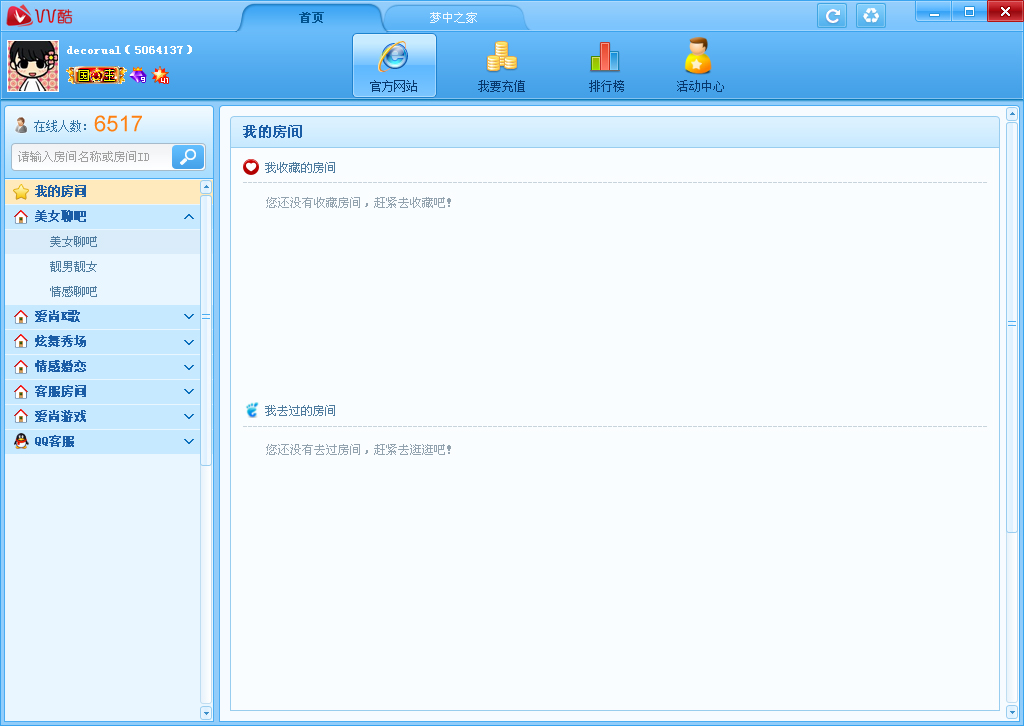 VV酷
首页
梦中之家
decorual(5064137)
国王
官方网站
我要充值
排行榜
活动中心
在线人数: 6517
请输入房间名称或房间ID
我的房间
美女聊吧
美女聊吧
靓男靓女
情感聊吧
爱尚K歌
炫舞秀场
情感婚恋
客服房间
爱尚游戏
QQ客服
我的房间
我收藏的房间
您还没有收藏房间，赶紧去收藏吧!
我去过的房间
您还没有去过房间，赶紧去逛逛吧!